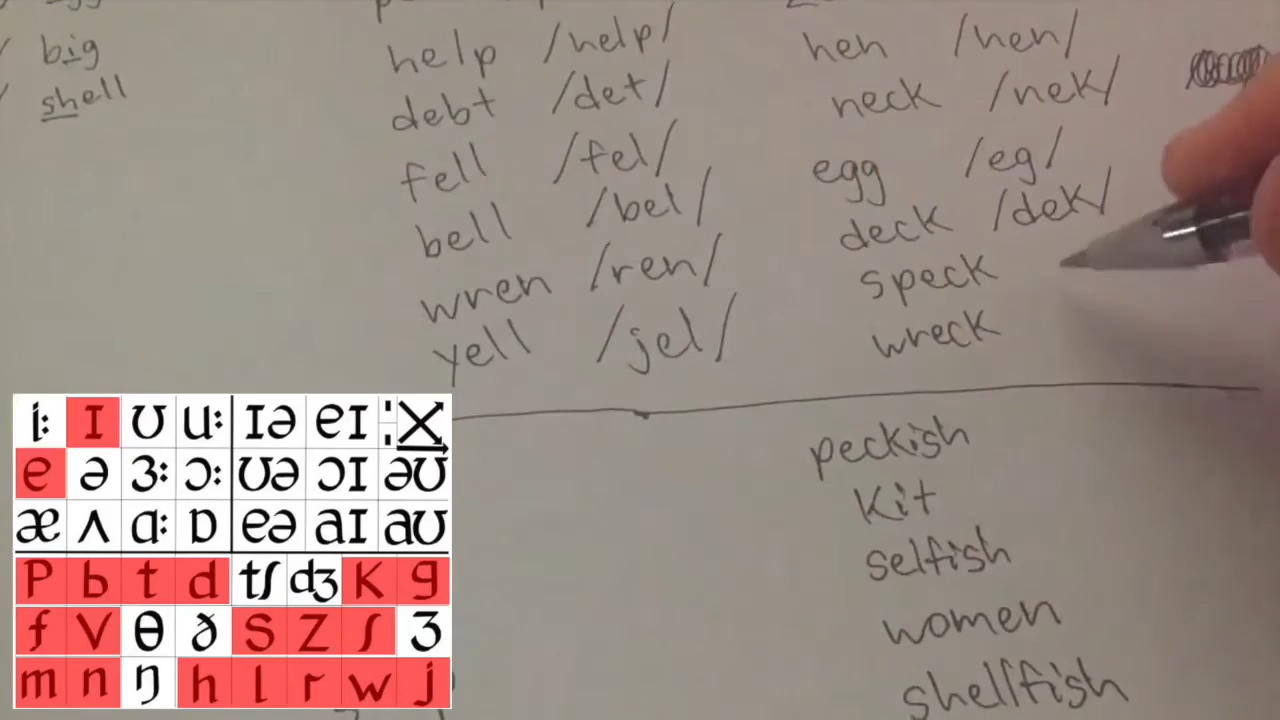 big
shell
help /help/
debt /det/
fell /fel/
bell /bel/
wren /ren/
yell /jel/
hen /hen/
neck /nek/
egg /eg/
deck /dek/
speck
wreck
peckish
kit
selfish
women
shellfish
iː ɪ ʊ uː ɪə eɪ
e ə ɜː ɔː ʊə ɔɪ əʊ
æ ʌ ɑː ɒ eə aɪ aʊ
p b t d tʃ dʒ k g
f v θ ð s z ʃ ʒ
m n ŋ h l r w j